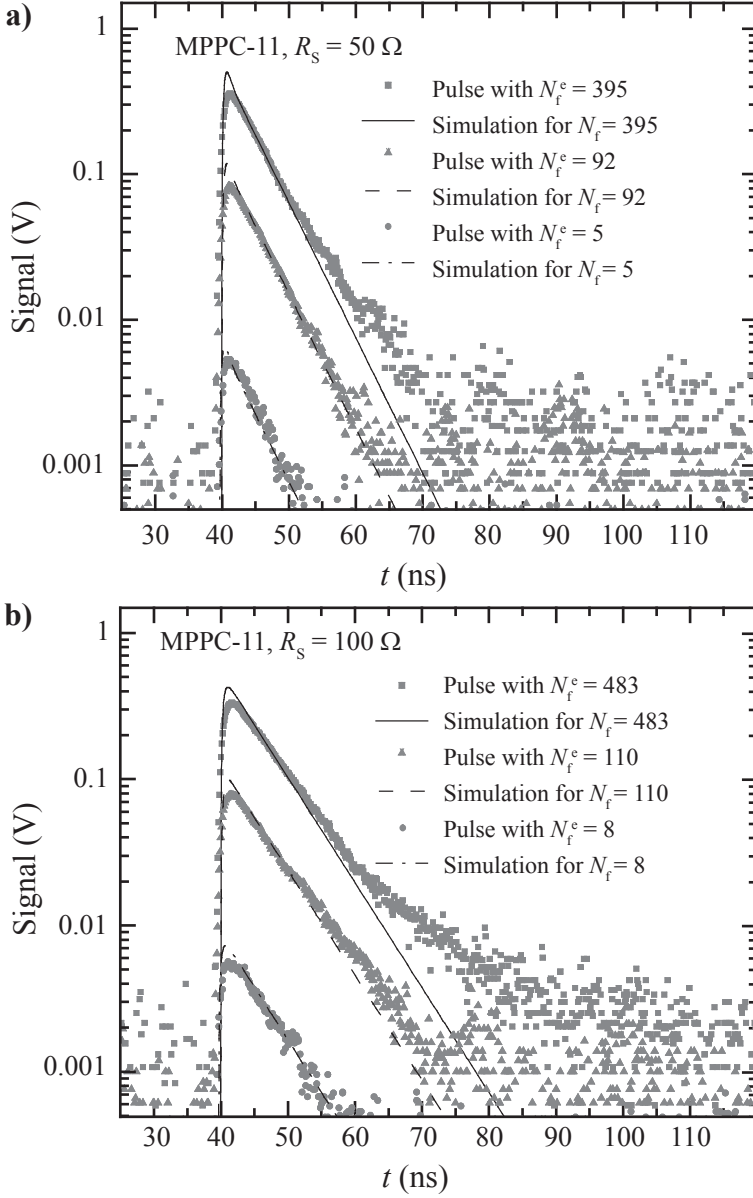 a)
MPPC-11, R_S = 50 Ω
Pulse with N_f^e = 395
Simulation for N_f = 395
Pulse with N_f^e = 92
Simulation for N_f = 92
Pulse with N_f^e = 5
Simulation for N_f = 5
Signal (V)
1
0.1
0.01
0.001
30 40 50 60 70 80 90 100 110
t (ns)
b)
MPPC-11, R_S = 100 Ω
Pulse with N_f^e = 483
Simulation for N_f = 483
Pulse with N_f^e = 110
Simulation for N_f = 110
Pulse with N_f^e = 8
Simulation for N_f = 8
Signal (V)
1
0.1
0.01
0.001
30 40 50 60 70 80 90 100 110
t (ns)